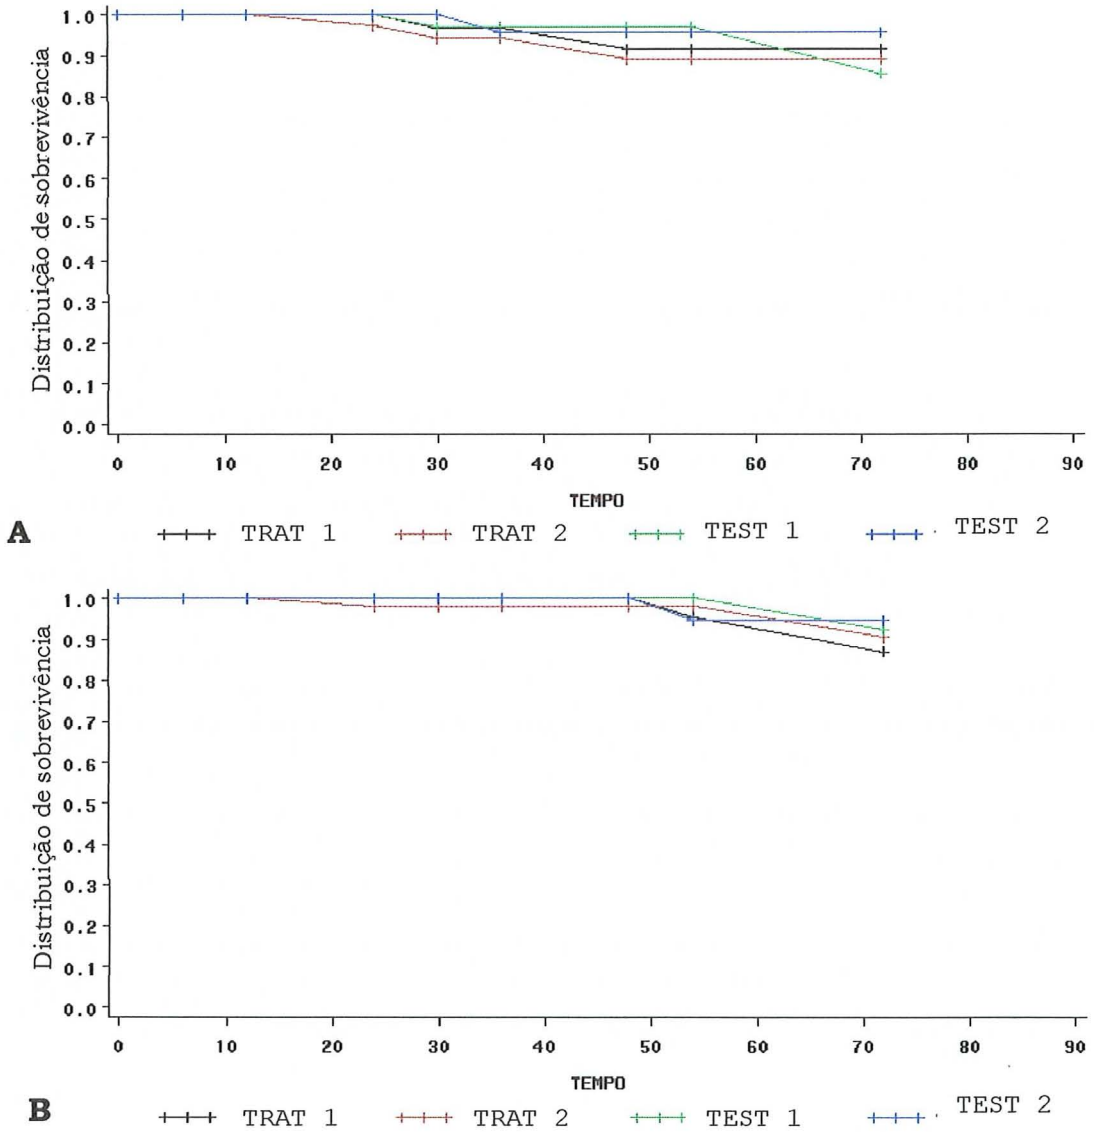 Distribuição de sobrevivência
1.0
0.9
0.8
0.7
0.6
0.5
0.4
0.3
0.2
0.1
0.0
0 10 20 30 40 50 60 70 80 90
TEMPO
A TRAT 1 TRAT 2 TEST 1 TEST 2
Distribuição de sobrevivência
1.0
0.9
0.8
0.7
0.6
0.5
0.4
0.3
0.2
0.1
0.0
0 10 20 30 40 50 60 70 80 90
TEMPO
B TRAT 1 TRAT 2 TEST 1 TEST 2